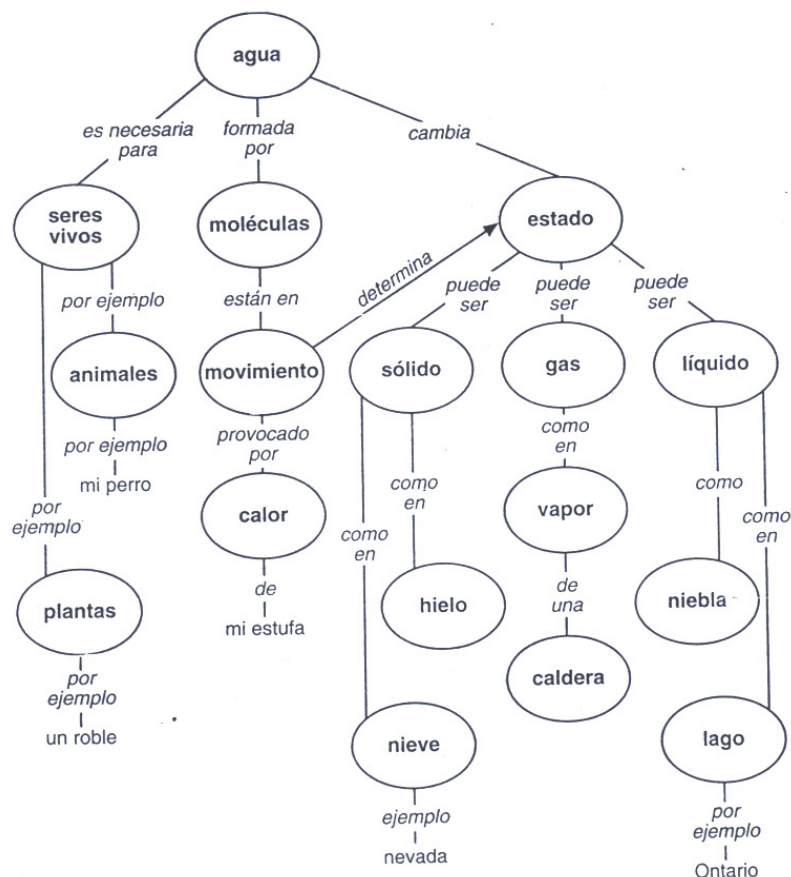 agua
es necesaria
para
formada
por
cambia
seres
vivos
moléculas
estado
por ejemplo
están en
determina
puede
ser
puede
ser
puede
ser
animales
movimiento
sólido
gas
líquido
por ejemplo
mi perro
provocado
por
como
en
por
ejemplo
calor
como
en
como
en
vapor
como
como
en
plantas
de
mi estufa
hielo
de
una
niebla
por
ejemplo
un roble
caldera
nieve
lago
ejemplo
nevada
por
ejemplo
Ontario